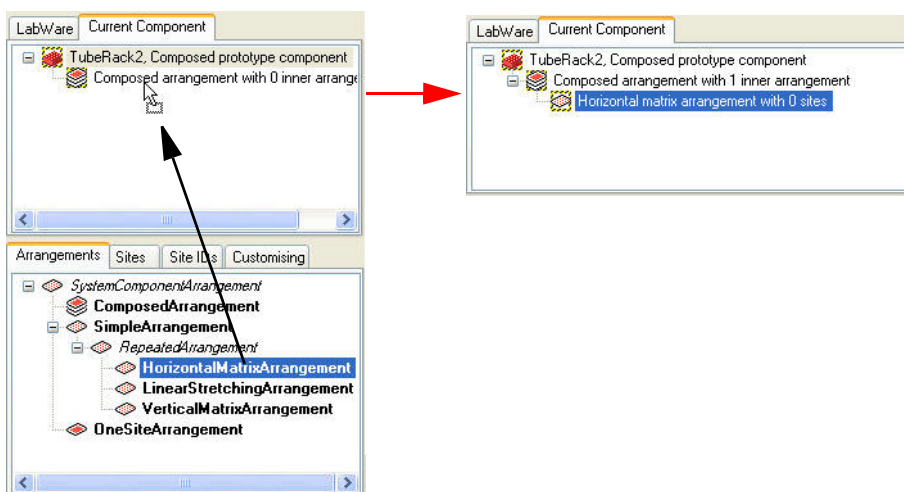 LabWare Current Component
TubeRack2, Composed prototype component
Composed arrangement with 0 inner arrange
Arrangements Sites Site IDs Customising
SystemComponentArrangement
ComposedArrangement
SimpleArrangement
RepeatedArrangement
HorizontalMatrixArrangement
LinearStretchingArrangement
VerticalMatrixArrangement
OneSiteArrangement
LabWare Current Component
TubeRack2, Composed prototype component
Composed arrangement with 1 inner arrangement
Horizontal matrix arrangement with 0 sites